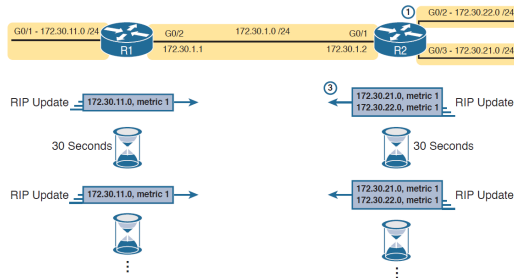 ① G0/2 - 172.30.22.0 /24
G0/1 - 172.30.11.0 /24
G0/2
172.30.1.0 /24
G0/1
R1
172.30.1.1
172.30.1.2
R2
G0/3 - 172.30.21.0 /24
③
RIP Update
172.30.11.0, metric 1
172.30.21.0, metric 1
172.30.22.0, metric 1
RIP Update
30 Seconds
30 Seconds
RIP Update
172.30.11.0, metric 1
172.30.21.0, metric 1
172.30.22.0, metric 1
RIP Update